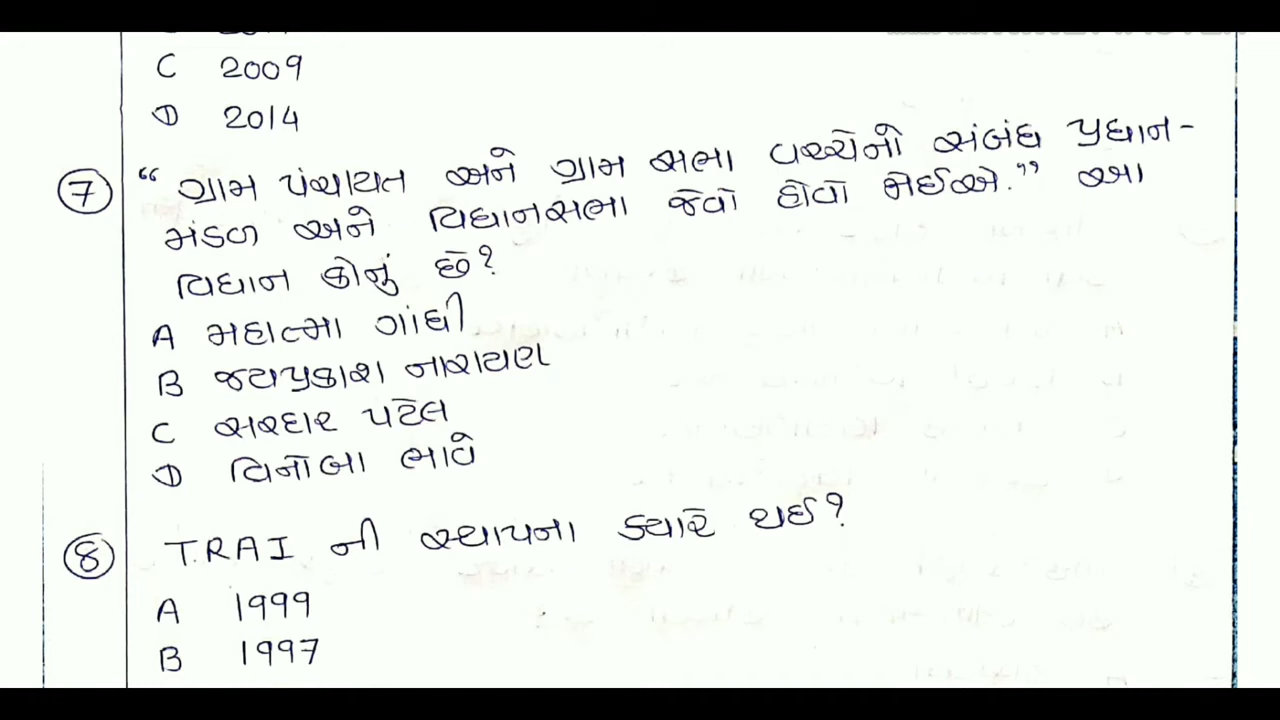 C 2009
D 2014
7 “ ગ્રામ પંચાયત અને ગ્રામ સભા વચ્ચેનો સંબંધ પ્રધાન-
મંડળ અને વિધાનસભા જેવો હોવો જોઈએ.” આ
વિધાન કોનું છે?
A મહાત્મા ગાંધી
B જયપ્રકાશ નારાયણ
C સરદાર પટેલ
D વિનોબા ભાવે
8 T.RAI ની સ્થાપના ક્યારે થઈ?
A 1999
B 1997